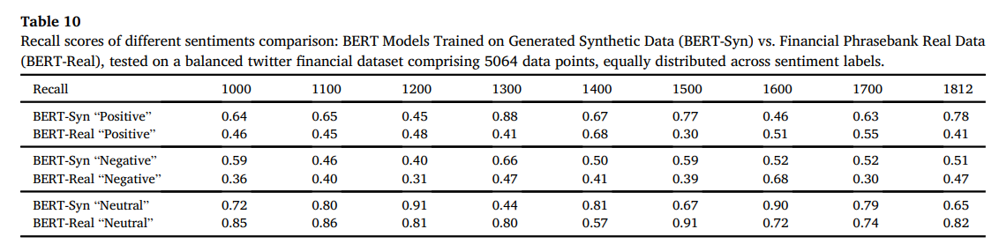 Table 10
Recall scores of different sentiments comparison: BERT Models Trained on Generated Synthetic Data (BERT-Syn) vs. Financial Phrasebank Real Data
(BERT-Real), tested on a balanced twitter financial dataset comprising 5064 data points, equally distributed across sentiment labels.
Recall 1000 1100 1200 1300 1400 1500 1600 1700 1812
BERT-Syn “Positive” 0.64 0.65 0.45 0.88 0.67 0.77 0.46 0.63 0.78
BERT-Real “Positive” 0.46 0.45 0.48 0.41 0.68 0.30 0.51 0.55 0.41
BERT-Syn “Negative” 0.59 0.46 0.40 0.66 0.50 0.59 0.52 0.52 0.51
BERT-Real “Negative” 0.36 0.40 0.31 0.47 0.41 0.39 0.68 0.30 0.47
BERT-Syn “Neutral” 0.72 0.80 0.91 0.44 0.81 0.67 0.90 0.79 0.65
BERT-Real “Neutral” 0.85 0.86 0.81 0.80 0.57 0.91 0.72 0.74 0.82